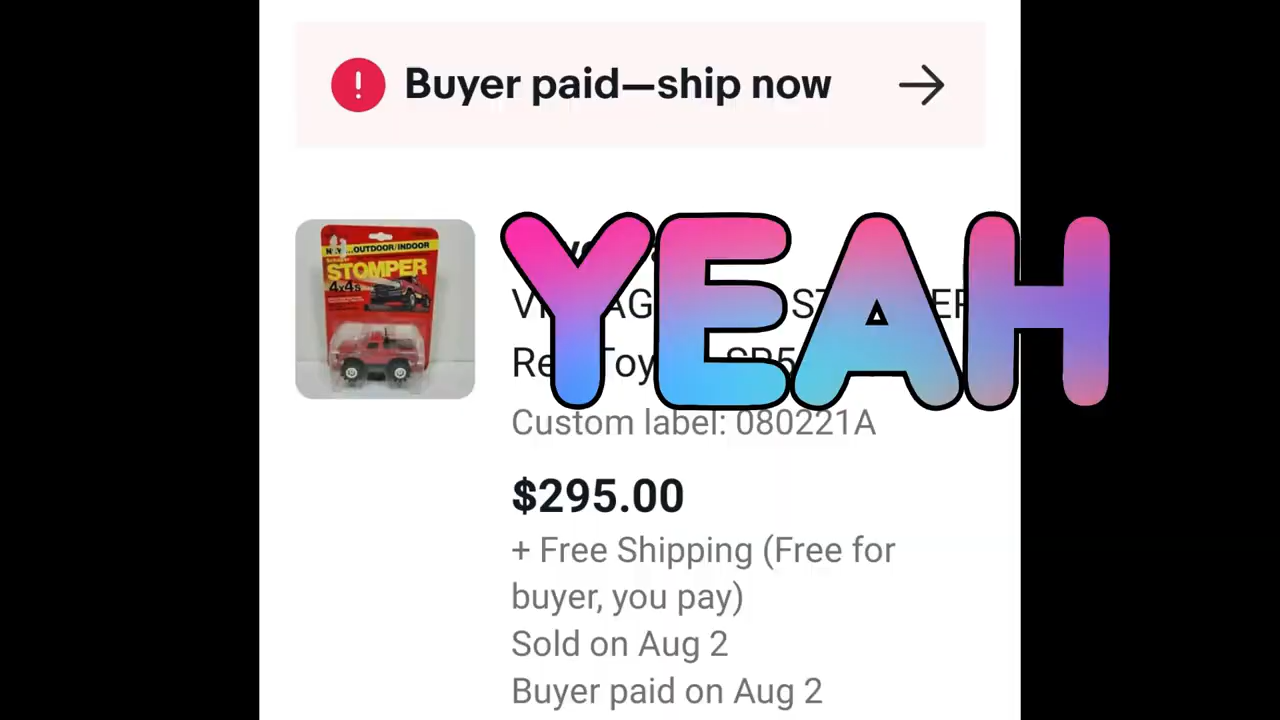 Buyer paid—ship now
NEW...OUTDOOR/INDOOR
STOMPER
4x4s
YEAH
Custom label: 080221A
$295.00
+ Free Shipping (Free for
buyer, you pay)
Sold on Aug 2
Buyer paid on Aug 2